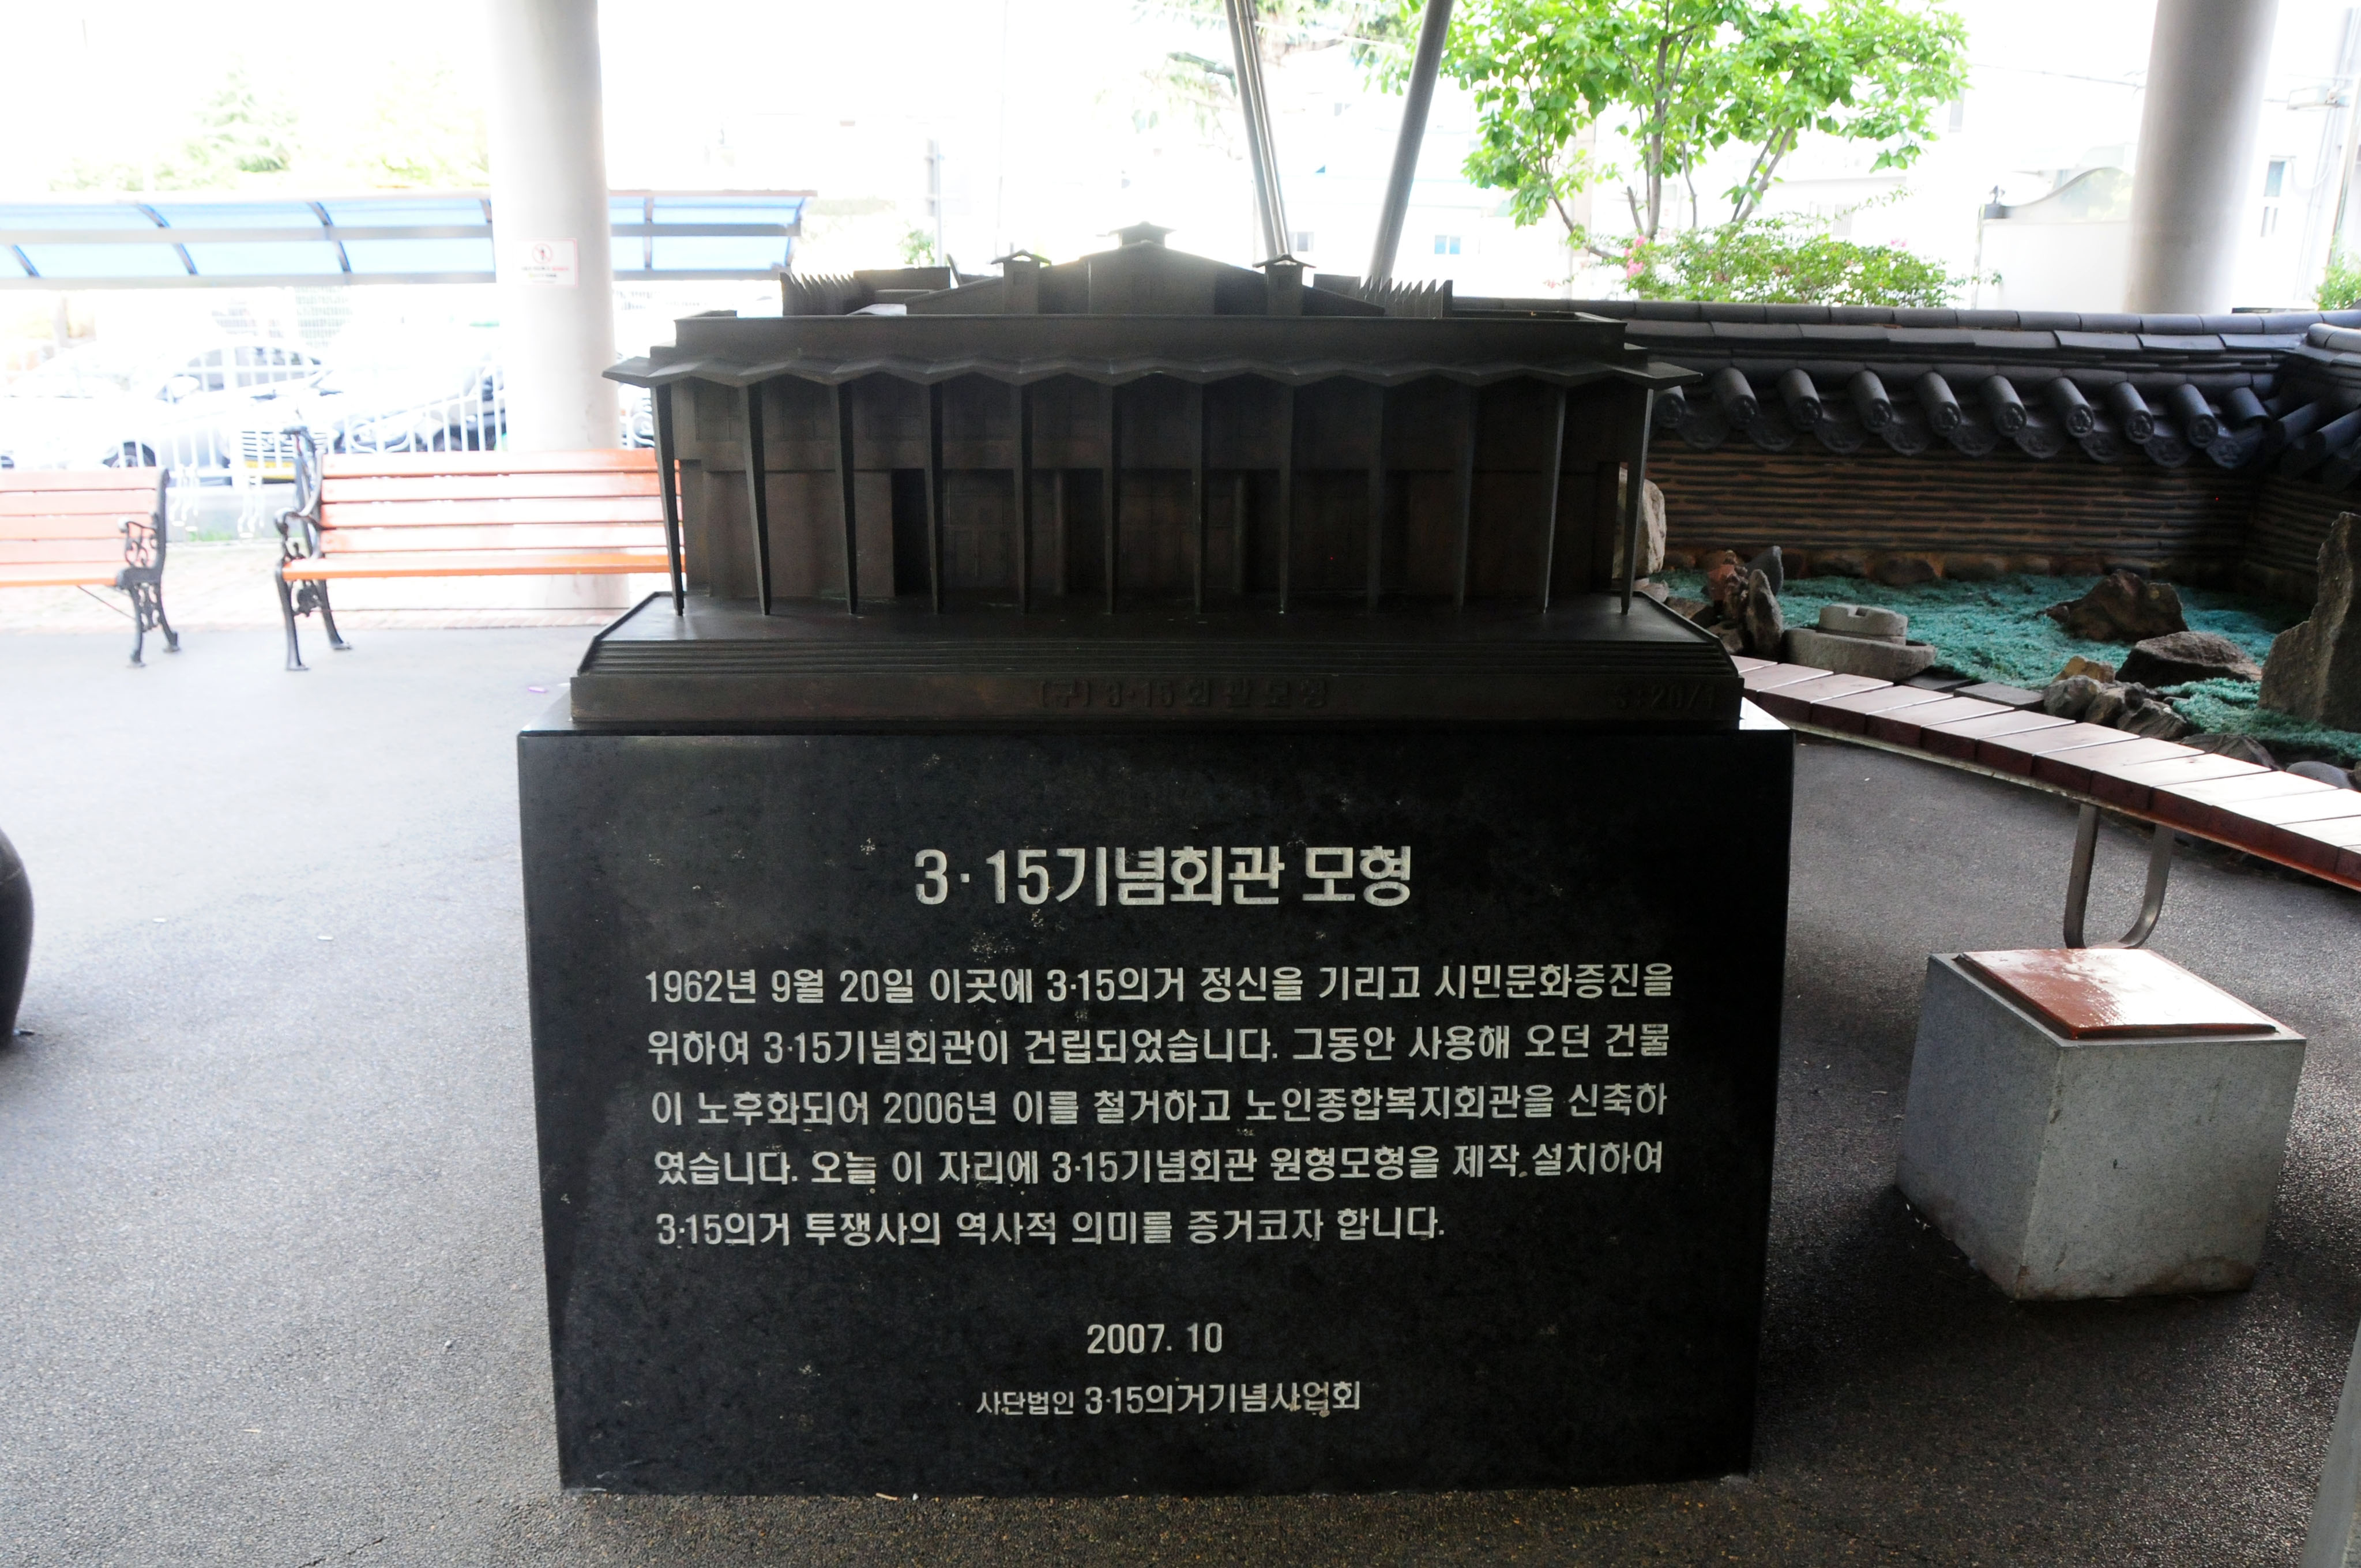 (구) 3·15 회관모형
3·15기념회관 모형
1962년 9월 20일 이곳에 3·15의거 정신을 기리고 시민문화증진을
위하여 3·15기념회관이 건립되었습니다. 그동안 사용해 오던 건물
이 노후화되어 2006년 이를 철거하고 노인종합복지회관을 신축하
였습니다. 오늘 이 자리에 3·15기념회관 원형모형을 제작, 설치하여
3·15의거 투쟁사의 역사적 의미를 증거코자 합니다.
2007. 10
사단법인 3·15의거기념사업회